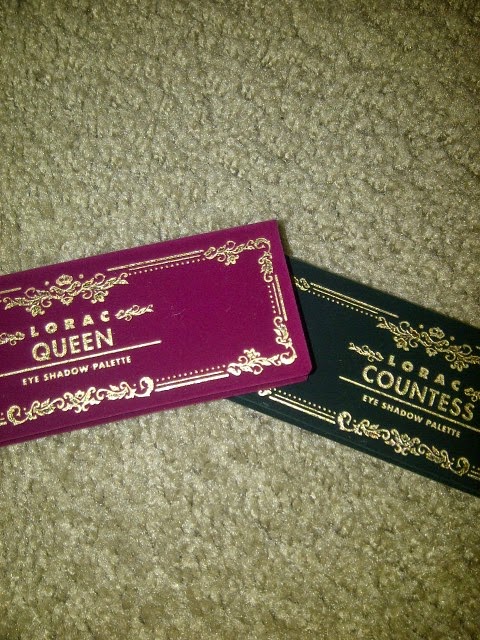 LORAC
QUEEN
EYE SHADOW PALETTE
LORAC
COUNTESS
EYE SHADOW PALETTE